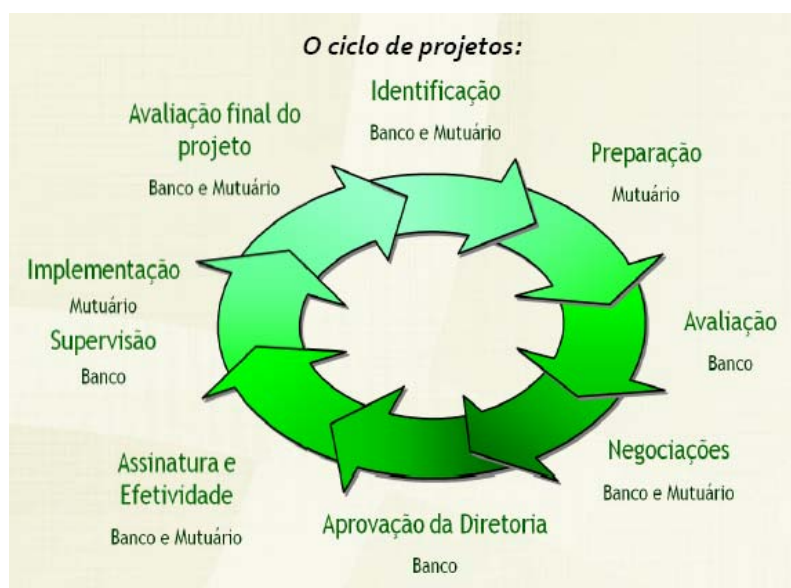 O ciclo de projetos:
Identificação
Banco e Mutuário
Preparação
Mutuário
Avaliação
Banco
Negociações
Banco e Mutuário
Aprovação da Diretoria
Banco
Assinatura e
Efetividade
Banco e Mutuário
Implementação
Mutuário
Supervisão
Banco
Avaliação final do
projeto
Banco e Mutuário